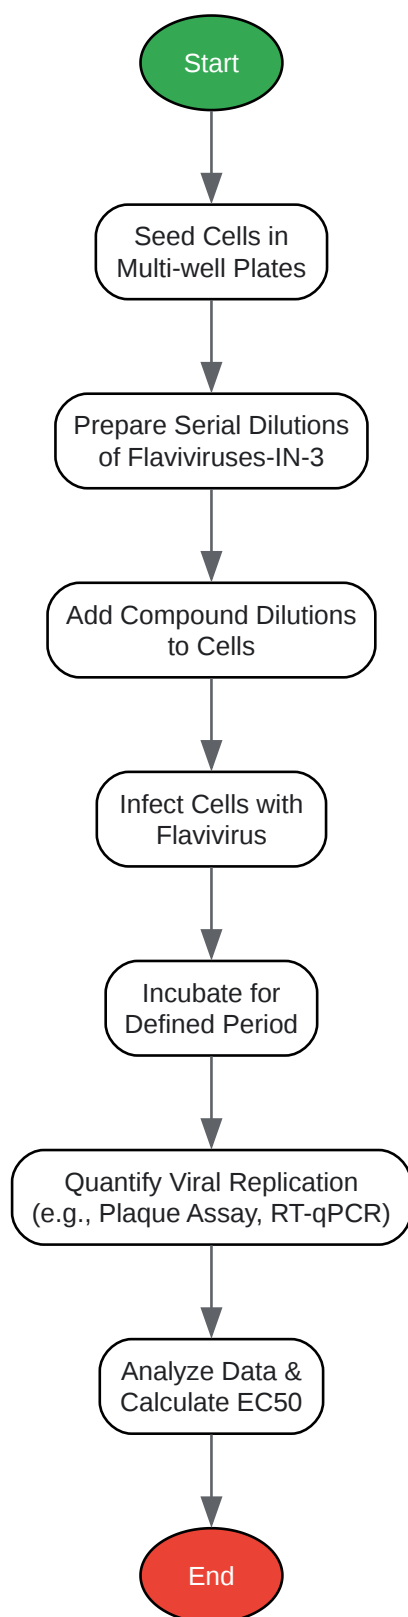 Start
Seed Cells in
Multi-well Plates
Prepare Serial Dilutions
of Flaviviruses-IN-3
Add Compound Dilutions
to Cells
Infect Cells with
Flavivirus
Incubate for
Defined Period
Quantify Viral Replication
(e.g., Plaque Assay, RT-qPCR)
Analyze Data &
Calculate EC50
End